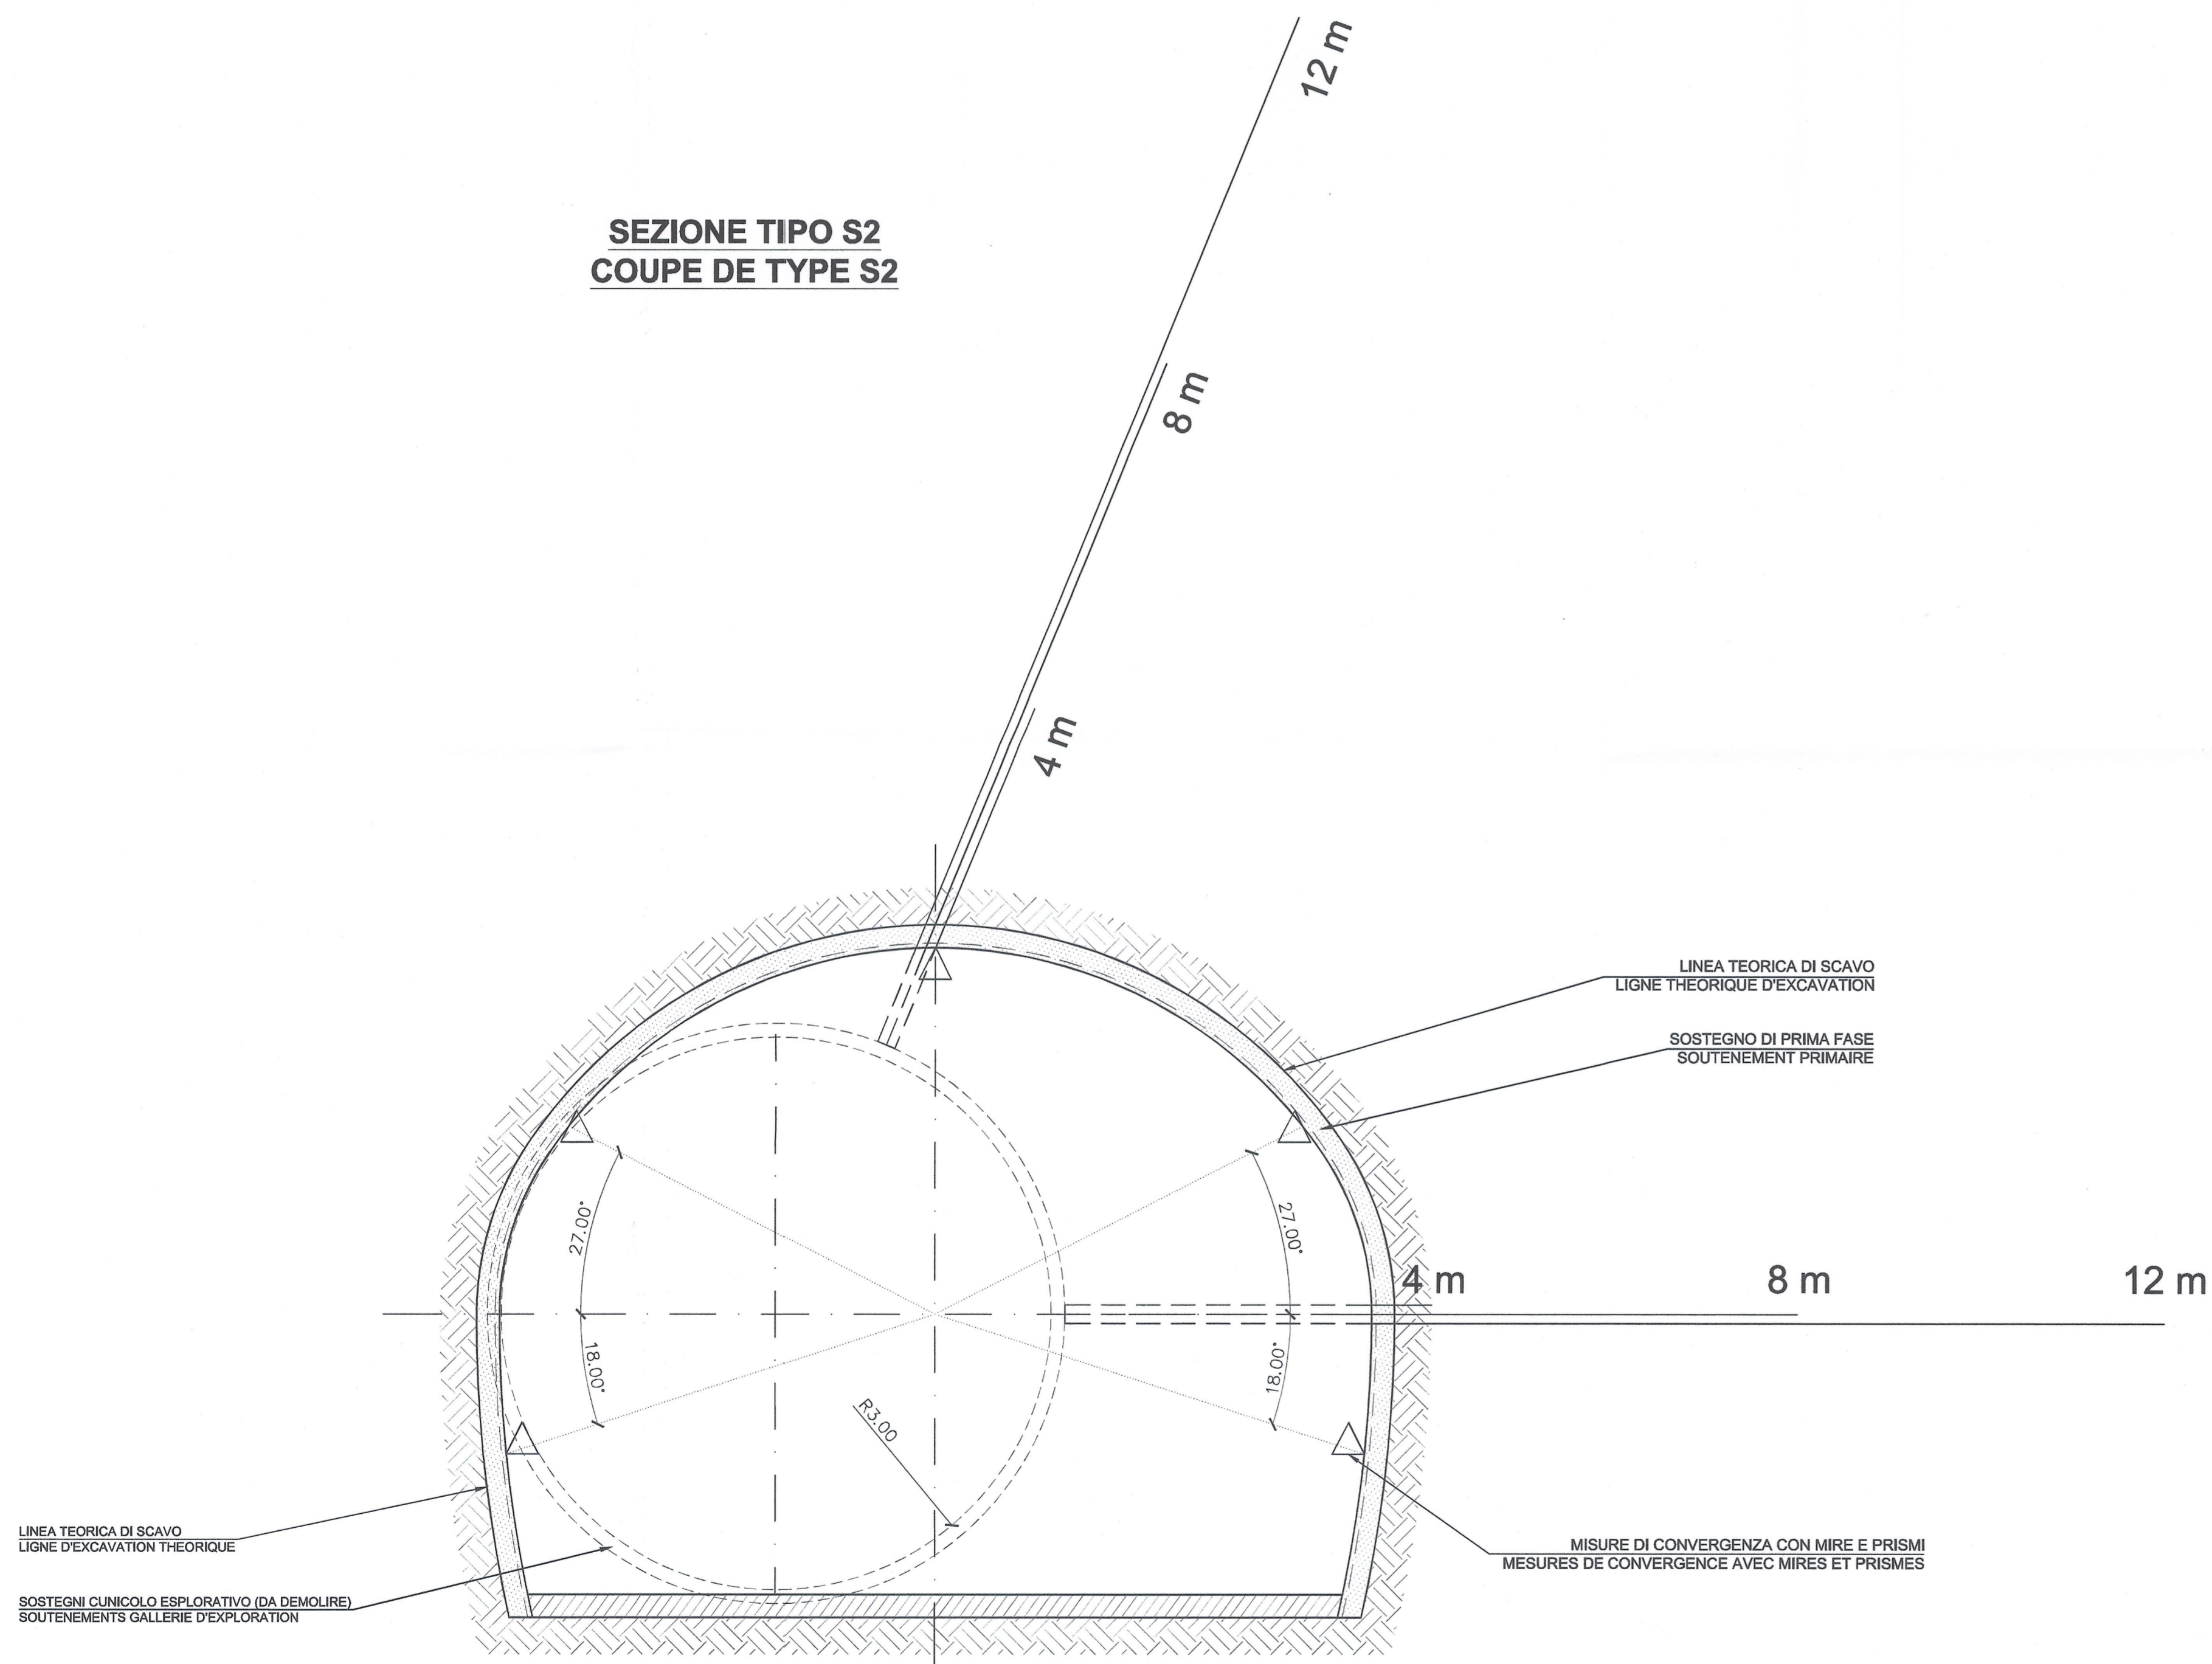 12 m
SEZIONE TIPO S2
COUPE DE TYPE S2
8 m
4 m
LINEA TEORICA DI SCAVO
LIGNE THEORIQUE D'EXCAVATION
SOSTEGNO DI PRIMA FASE
SOUTENEMENT PRIMAIRE
27.00°
27.00°
4 m
8 m
12 m
18.00°
18.00°
R3.00
LINEA TEORICA DI SCAVO
LIGNE D'EXCAVATION THEORIQUE
MISURE DI CONVERGENZA CON MIRE E PRISMI
MESURES DE CONVERGENCE AVEC MIRES ET PRISMES
SOSTEGNI CUNICOLO ESPLORATIVO (DA DEMOLIRE)
SOUTENEMENTS GALLERIE D'EXPLORATION